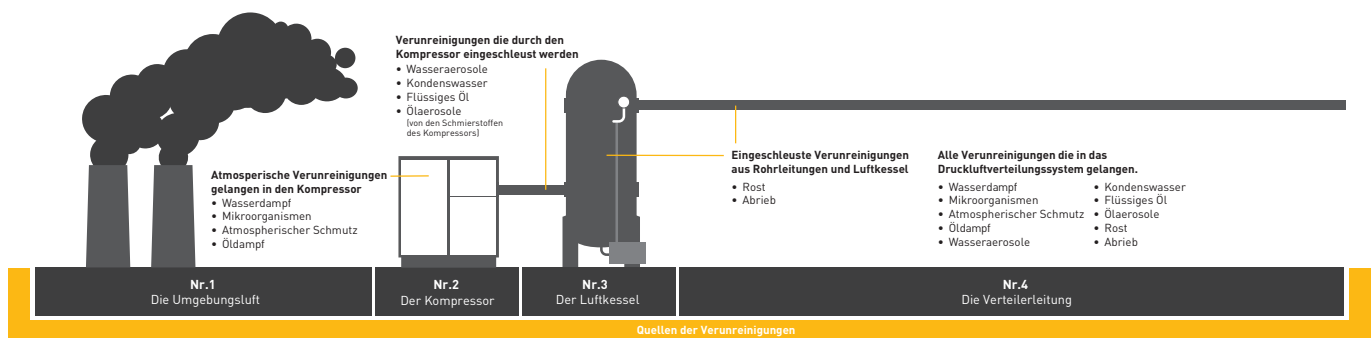 Verunreinigungen die durch den
Kompressor eingeschleust werden
• Wasseraerosole
• Kondenswasser
• Flüssiges Öl
• Ölaerosole
(von den Schmierstoffen
des Kompressors)
Atmosperische Verunreinigungen
gelangen in den Kompressor
• Wasserdampf
• Mikroorganismen
• Atmospherischer Schmutz
• Öldampf
Eingeschleuste Verunreinigungen
aus Rohrleitungen und Luftkessel
• Rost
• Abrieb
Alle Verunreinigungen die in das
Druckluftverteilungssystem gelangen.
• Wasserdampf
• Mikroorganismen
• Atmospherischer Schmutz
• Öldampf
• Wasseraerosole
• Kondenswasser
• Flüssiges Öl
• Ölaerosole
• Rost
• Abrieb
Nr.1
Die Umgebungsluft
Nr.2
Der Kompressor
Nr.3
Der Luftkessel
Nr.4
Die Verteilerleitung
Quellen der Verunreinigungen